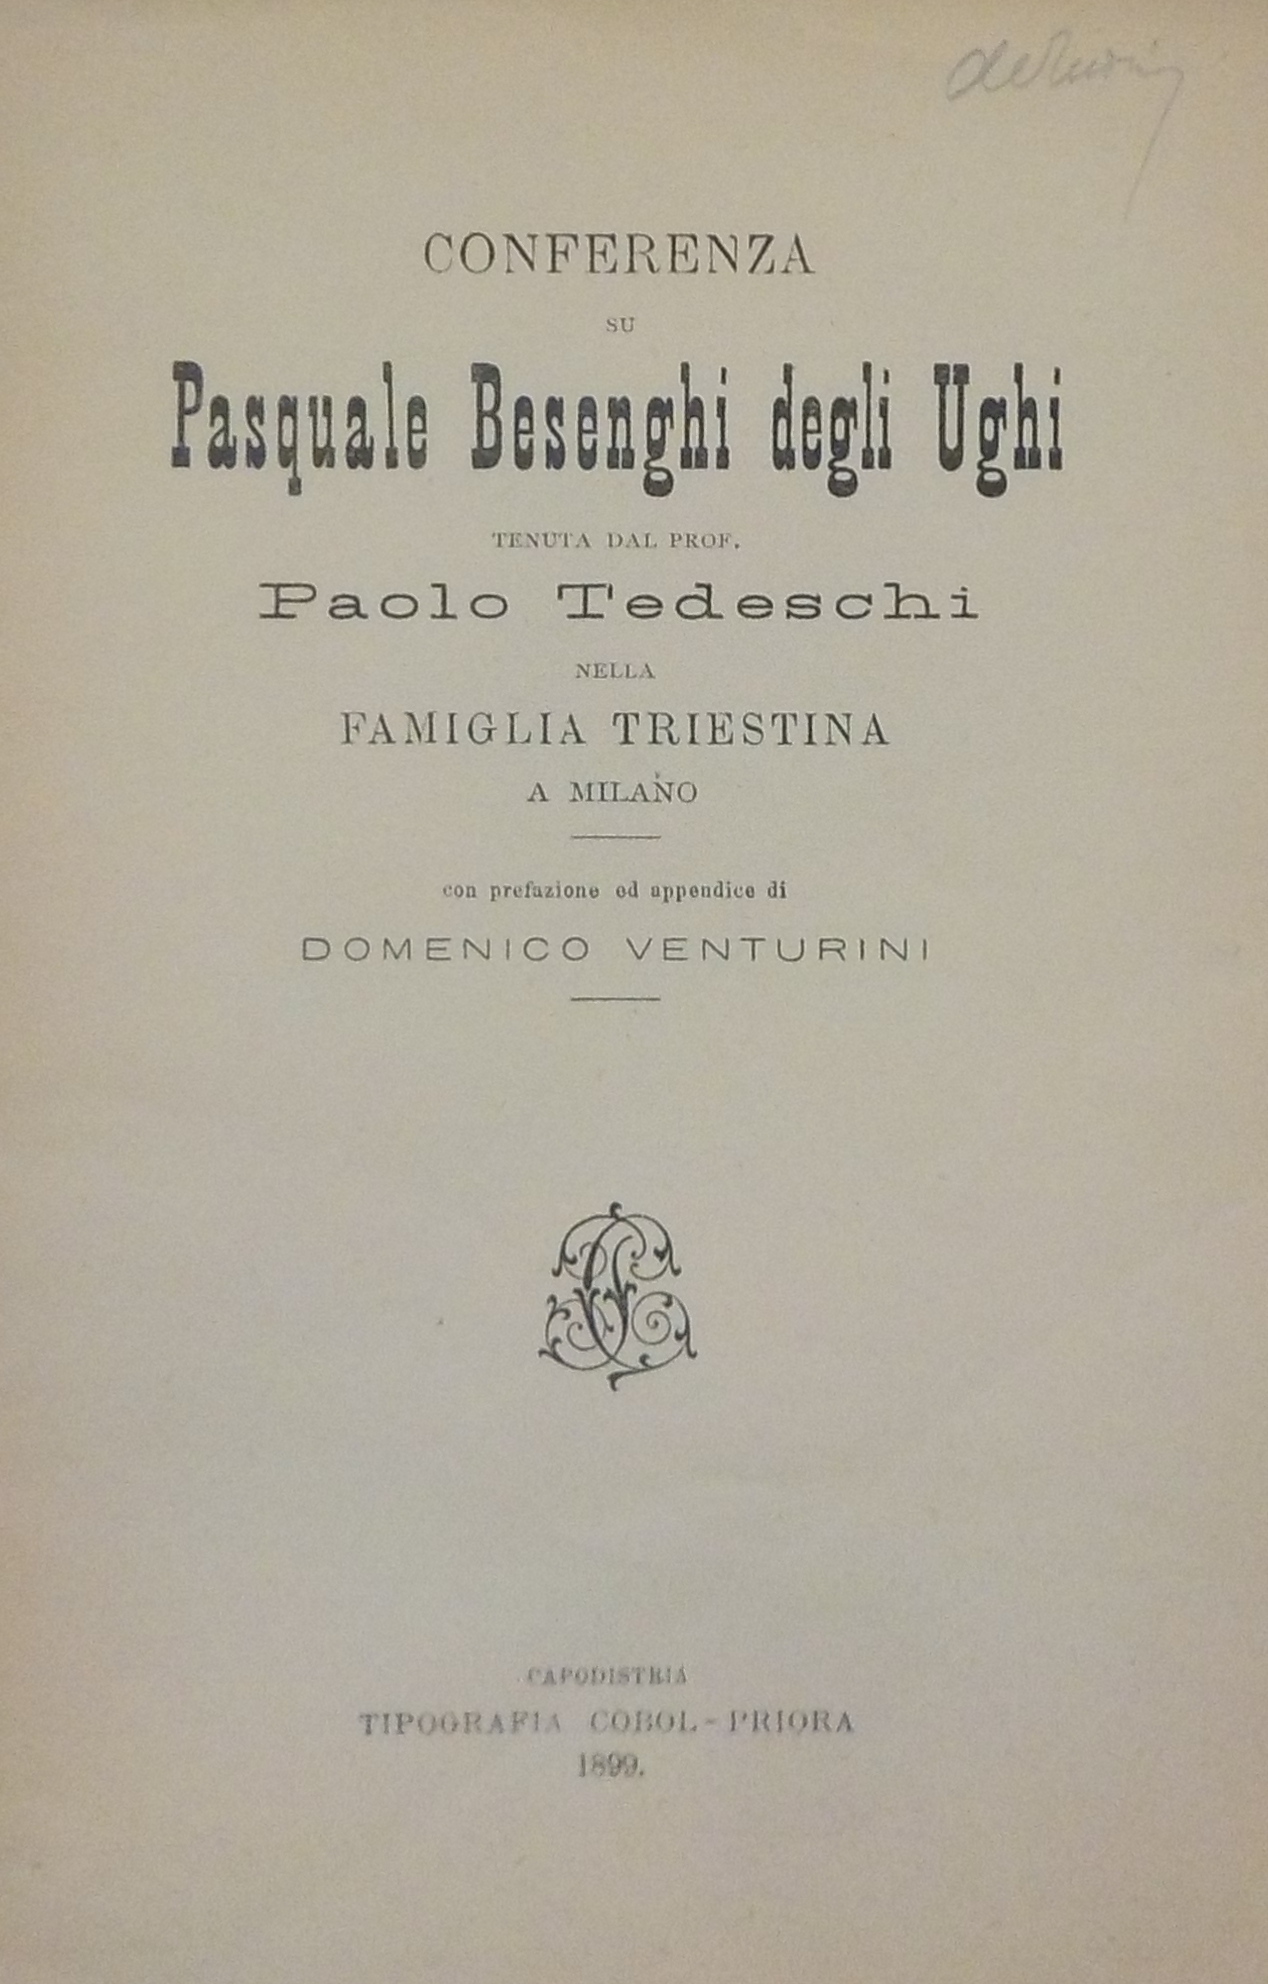 CONFERENZA
SU
Pasquale Besenghi degli Ughi
TENUTA DAL PROF.
Paolo Tedeschi
NELLA
FAMIGLIA TRIESTINA
A MILANO
con prefazione ed appendice di
DOMENICO VENTURINI
CAPODISTRIA
TIPOGRAFIA COBOL-PRIORA
1899.